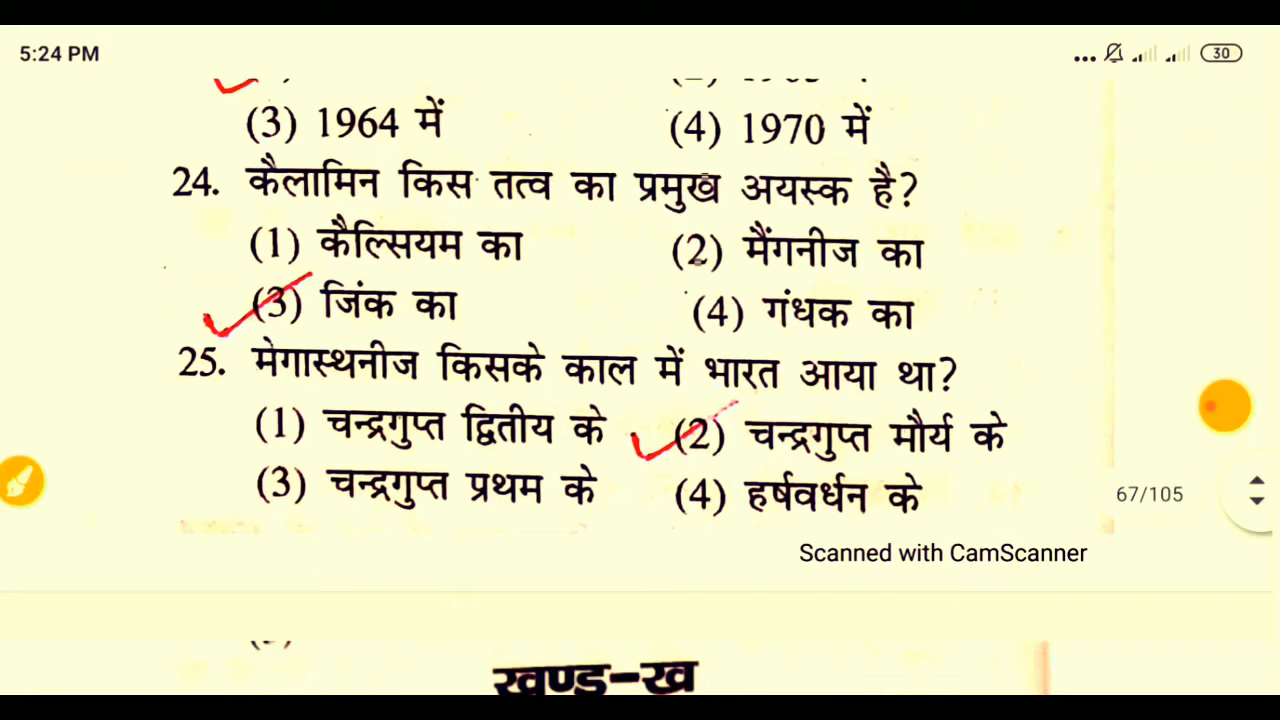 5:24 PM
30
(3) 1964 में (4) 1970 में
24. कैलामिन किस तत्व का प्रमुख अयस्क है?
(1) कैल्सियम का (2) मैंगनीज का
(3) जिंक का (4) गंधक का
25. मेगास्थनीज किसके काल में भारत आया था?
(1) चन्द्रगुप्त द्वितीय के (2) चन्द्रगुप्त मौर्य के
(3) चन्द्रगुप्त प्रथम के (4) हर्षवर्धन के
67/105
Scanned with CamScanner
खण्ड-ख